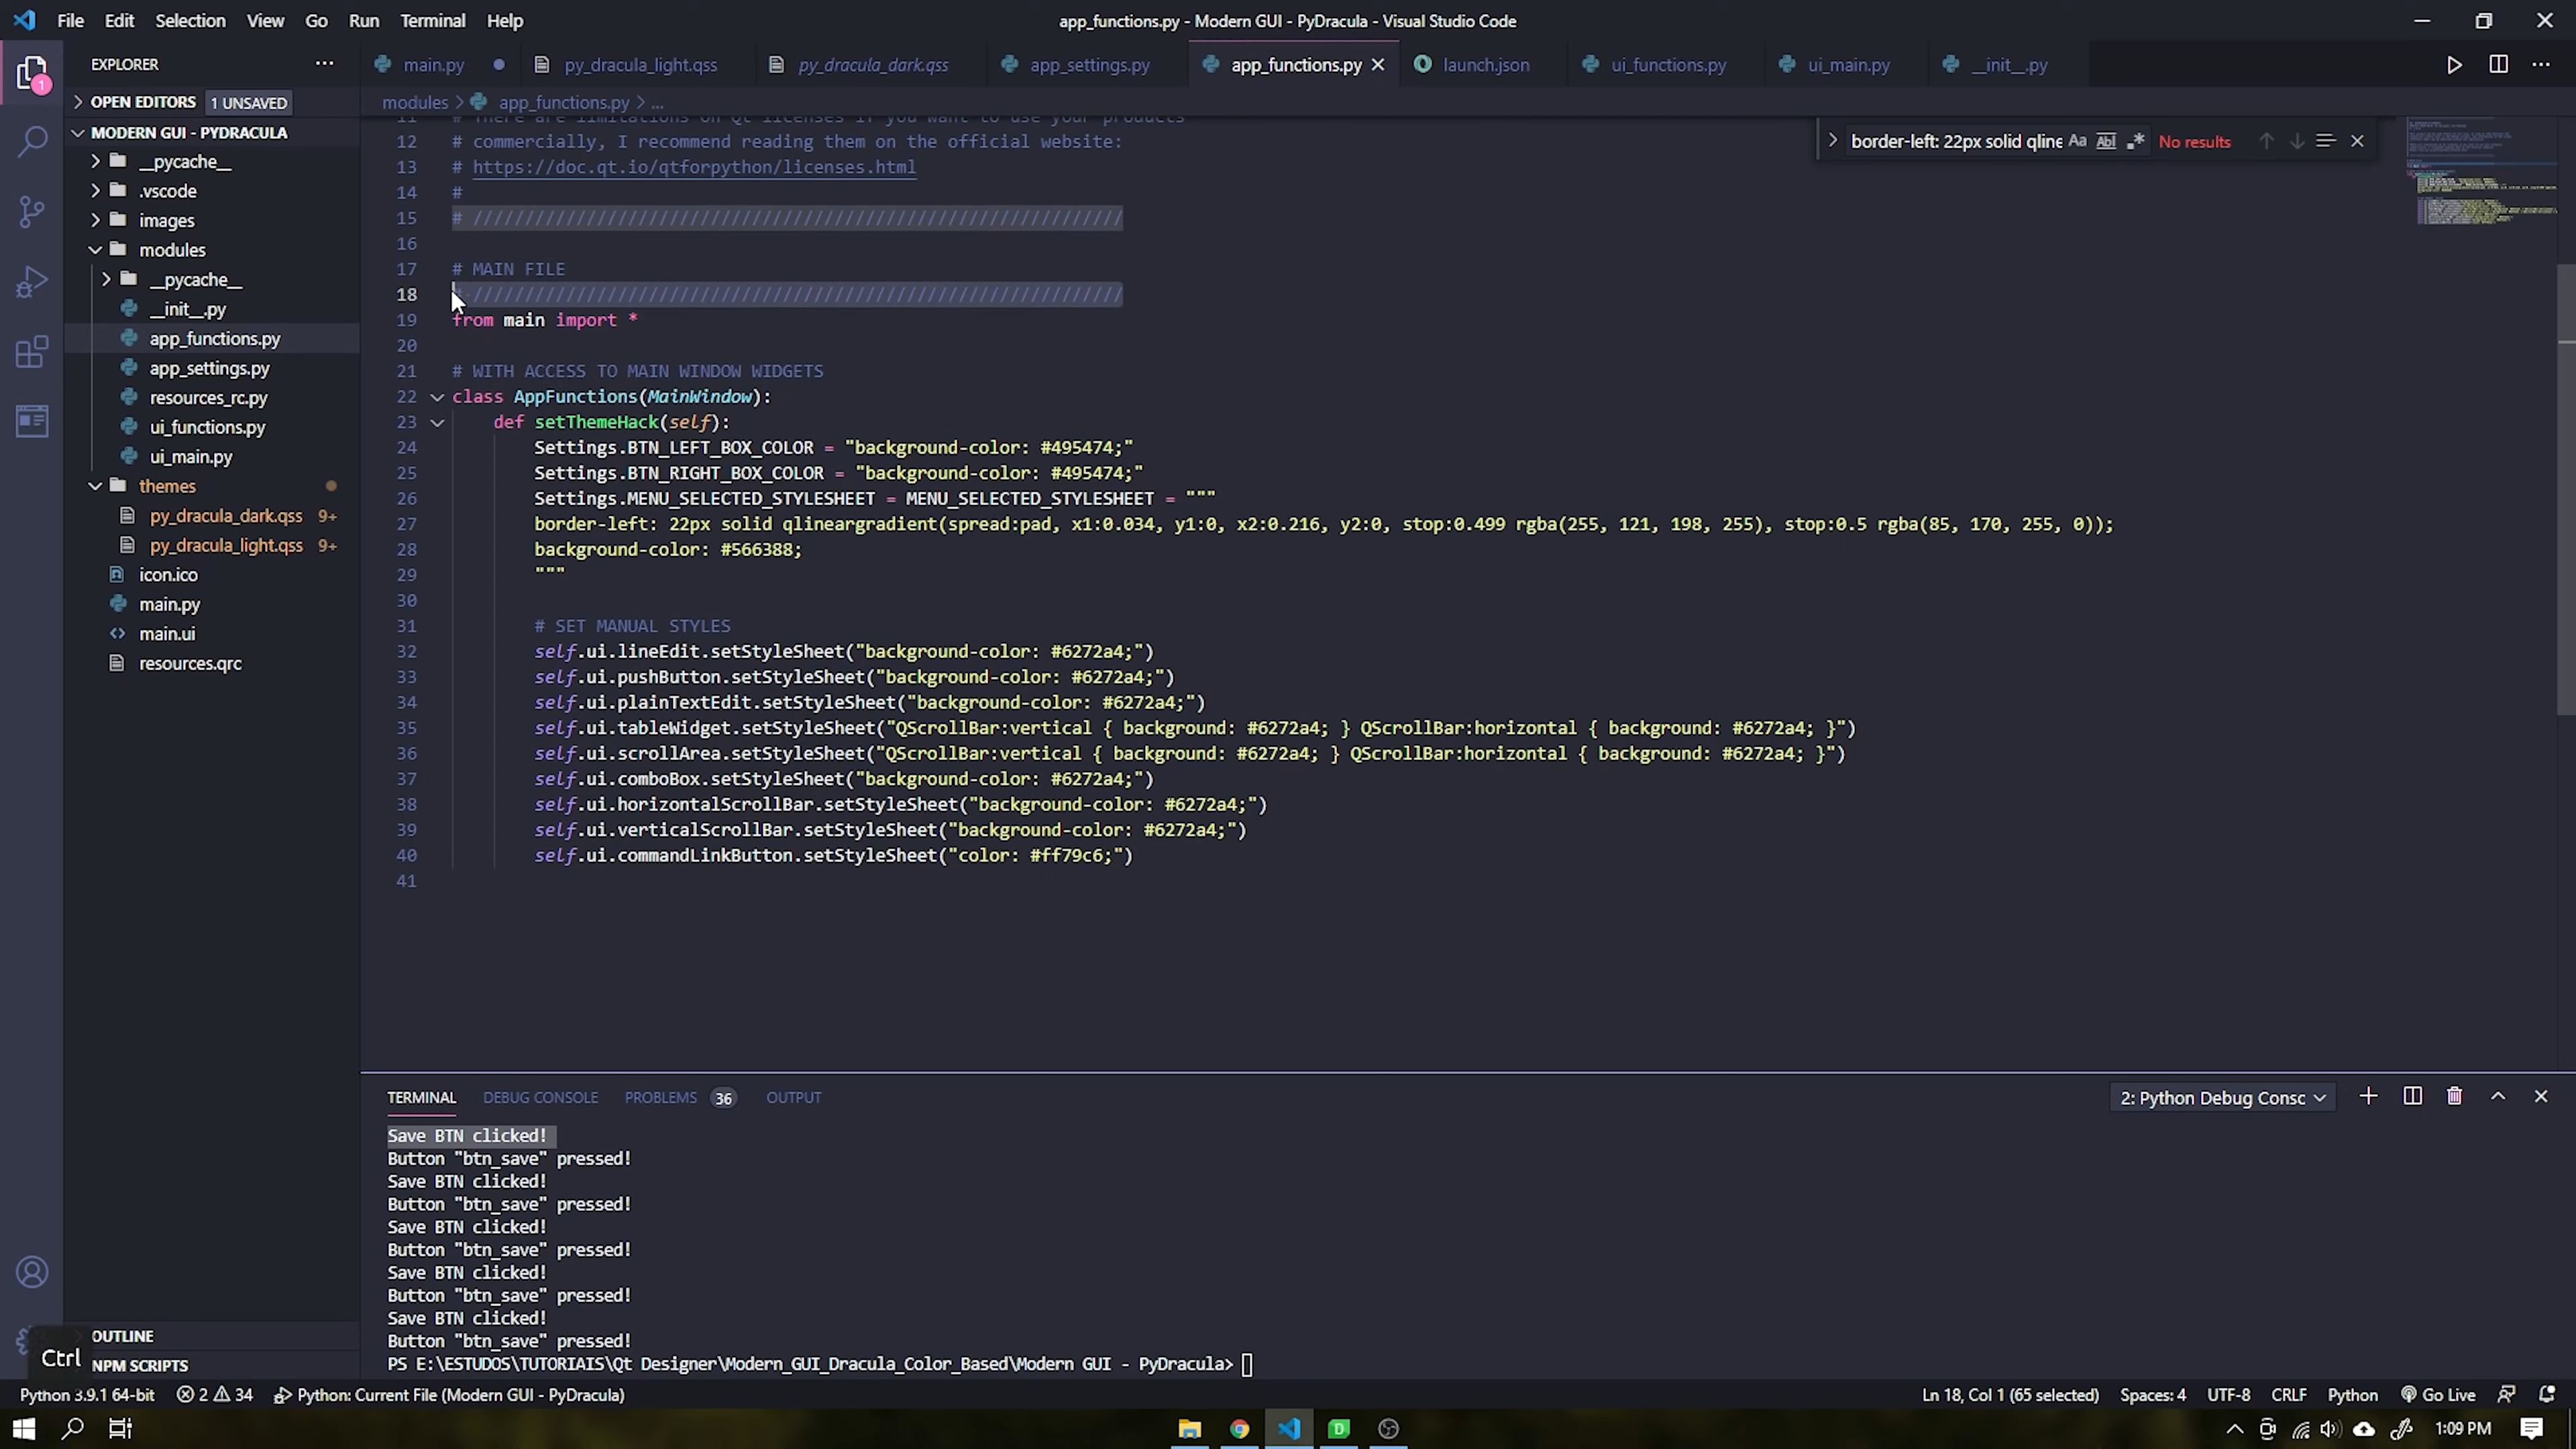 File Edit Selection View Go Run Terminal Help
app_functions.py - Modern GUI - PyDracula - Visual Studio Code
EXPLORER
main.py
py_dracula_light.qss
py_dracula_dark.qss
app_settings.py
app_functions.py
launch.json
ui_functions.py
ui_main.py
__init__.py
1
OPEN EDITORS 1 UNSAVED
MODERN GUI - PYDRACULA
__pycache__
.vscode
images
modules
__pycache__
__init__.py
app_functions.py
app_settings.py
resources_rc.py
ui_functions.py
ui_main.py
themes
py_dracula_dark.qss 9+
py_dracula_light.qss 9+
icon.ico
main.py
main.ui
resources.qrc
OUTLINE
NPM SCRIPTS
Ctrl
modules > app_functions.py > ...
border-left: 22px solid qline Aa Abl .* No results
11 # There are limitations on Qt licenses if you want to use your products
12 # commercially, I recommend reading them on the official website:
13 # https://doc.qt.io/qtforpython/licenses.html
14 #
15 # ///////////////////////////////////////////////////////////////
16
17 # MAIN FILE
18 # ///////////////////////////////////////////////////////////////
19 from main import *
20
21 # WITH ACCESS TO MAIN WINDOW WIDGETS
22 class AppFunctions(MainWindow):
23 def setThemeHack(self):
24 Settings.BTN_LEFT_BOX_COLOR = "background-color: #495474;"
25 Settings.BTN_RIGHT_BOX_COLOR = "background-color: #495474;"
26 Settings.MENU_SELECTED_STYLESHEET = MENU_SELECTED_STYLESHEET = """
27 border-left: 22px solid qlineargradient(spread:pad, x1:0.034, y1:0, x2:0.216, y2:0, stop:0.499 rgba(255, 121, 198, 255), stop:0.5 rgba(85, 170, 255, 0));
28 background-color: #566388;
29 """
30
31 # SET MANUAL STYLES
32 self.ui.lineEdit.setStyleSheet("background-color: #6272a4;")
33 self.ui.pushButton.setStyleSheet("background-color: #6272a4;")
34 self.ui.plainTextEdit.setStyleSheet("background-color: #6272a4;")
35 self.ui.tableWidget.setStyleSheet("QScrollBar:vertical { background: #6272a4; } QScrollBar:horizontal { background: #6272a4; }")
36 self.ui.scrollArea.setStyleSheet("QScrollBar:vertical { background: #6272a4; } QScrollBar:horizontal { background: #6272a4; }")
37 self.ui.comboBox.setStyleSheet("background-color: #6272a4;")
38 self.ui.horizontalScrollBar.setStyleSheet("background-color: #6272a4;")
39 self.ui.verticalScrollBar.setStyleSheet("background-color: #6272a4;")
40 self.ui.commandLinkButton.setStyleSheet("color: #ff79c6;")
41
TERMINAL DEBUG CONSOLE PROBLEMS 36 OUTPUT
2: Python Debug Consc
Save BTN clicked!
Button "btn_save" pressed!
Save BTN clicked!
Button "btn_save" pressed!
Save BTN clicked!
Button "btn_save" pressed!
Save BTN clicked!
Button "btn_save" pressed!
Save BTN clicked!
Button "btn_save" pressed!
PS E:\ESTUDOS\TUTORIAIS\Qt Designer\Modern_GUI_Dracula_Color_Based\Modern GUI - PyDracula>
Python 3.9.1 64-bit 2 34 Python: Current File (Modern GUI - PyDracula)
Ln 18, Col 1 (65 selected) Spaces: 4 UTF-8 CRLF Python Go Live
D
1:09 PM